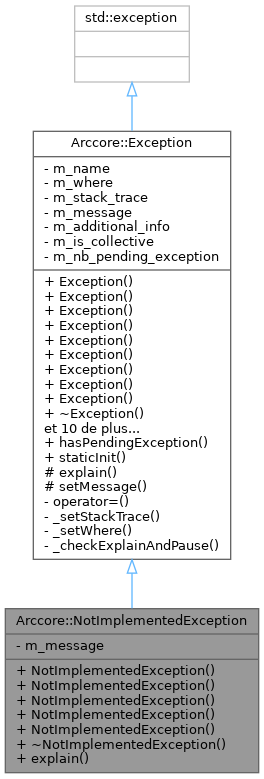 std::exception
Arccore::Exception
- m_name
- m_where
- m_stack_trace
- m_message
- m_additional_info
- m_is_collective
- m_nb_pending_exception
+ Exception()
+ Exception()
+ Exception()
+ Exception()
+ Exception()
+ Exception()
+ Exception()
+ Exception()
+ Exception()
+ ~Exception()
et 10 de plus...
+ hasPendingException()
+ staticInit()
# explain()
# setMessage()
- operator=()
- _setStackTrace()
- _setWhere()
- _checkExplainAndPause()
Arccore::NotImplementedException
- m_message
+ NotImplementedException()
+ NotImplementedException()
+ NotImplementedException()
+ NotImplementedException()
+ NotImplementedException()
+ ~NotImplementedException()
+ explain()